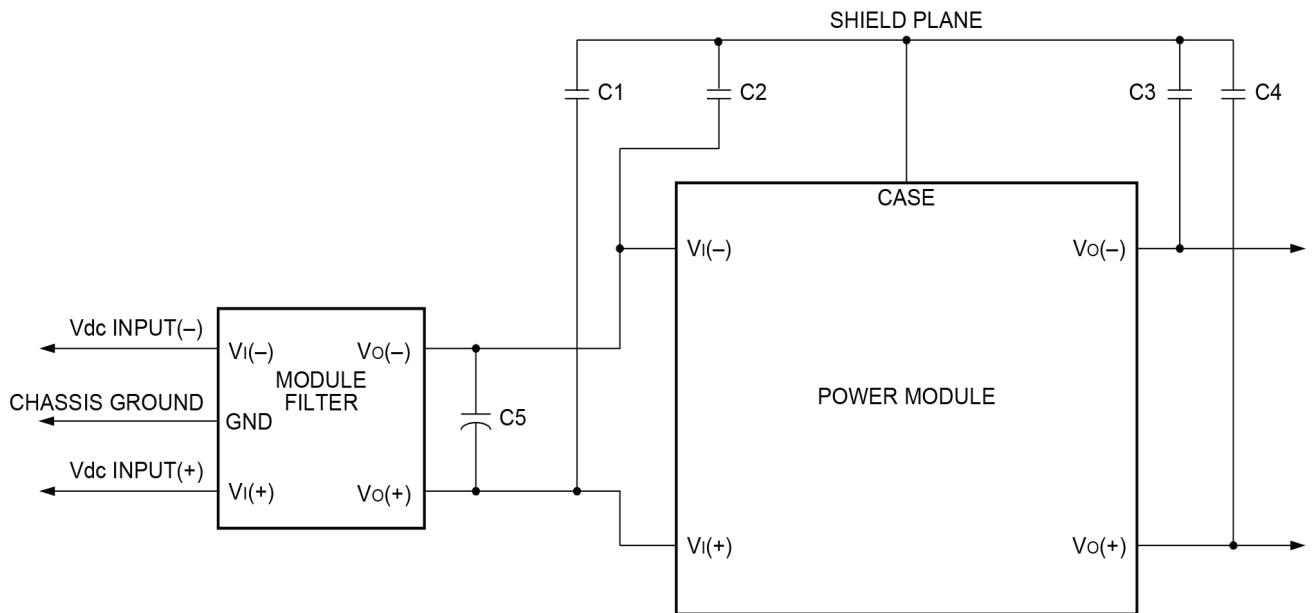 SHIELD PLANE
C1
C2
C3
C4
CASE
VI(–)
VO(–)
Vdc INPUT(–)
VI(–)
VO(–)
MODULE
FILTER
CHASSIS GROUND
GND
C5
POWER MODULE
Vdc INPUT(+)
VI(+)
VO(+)
VI(+)
VO(+)